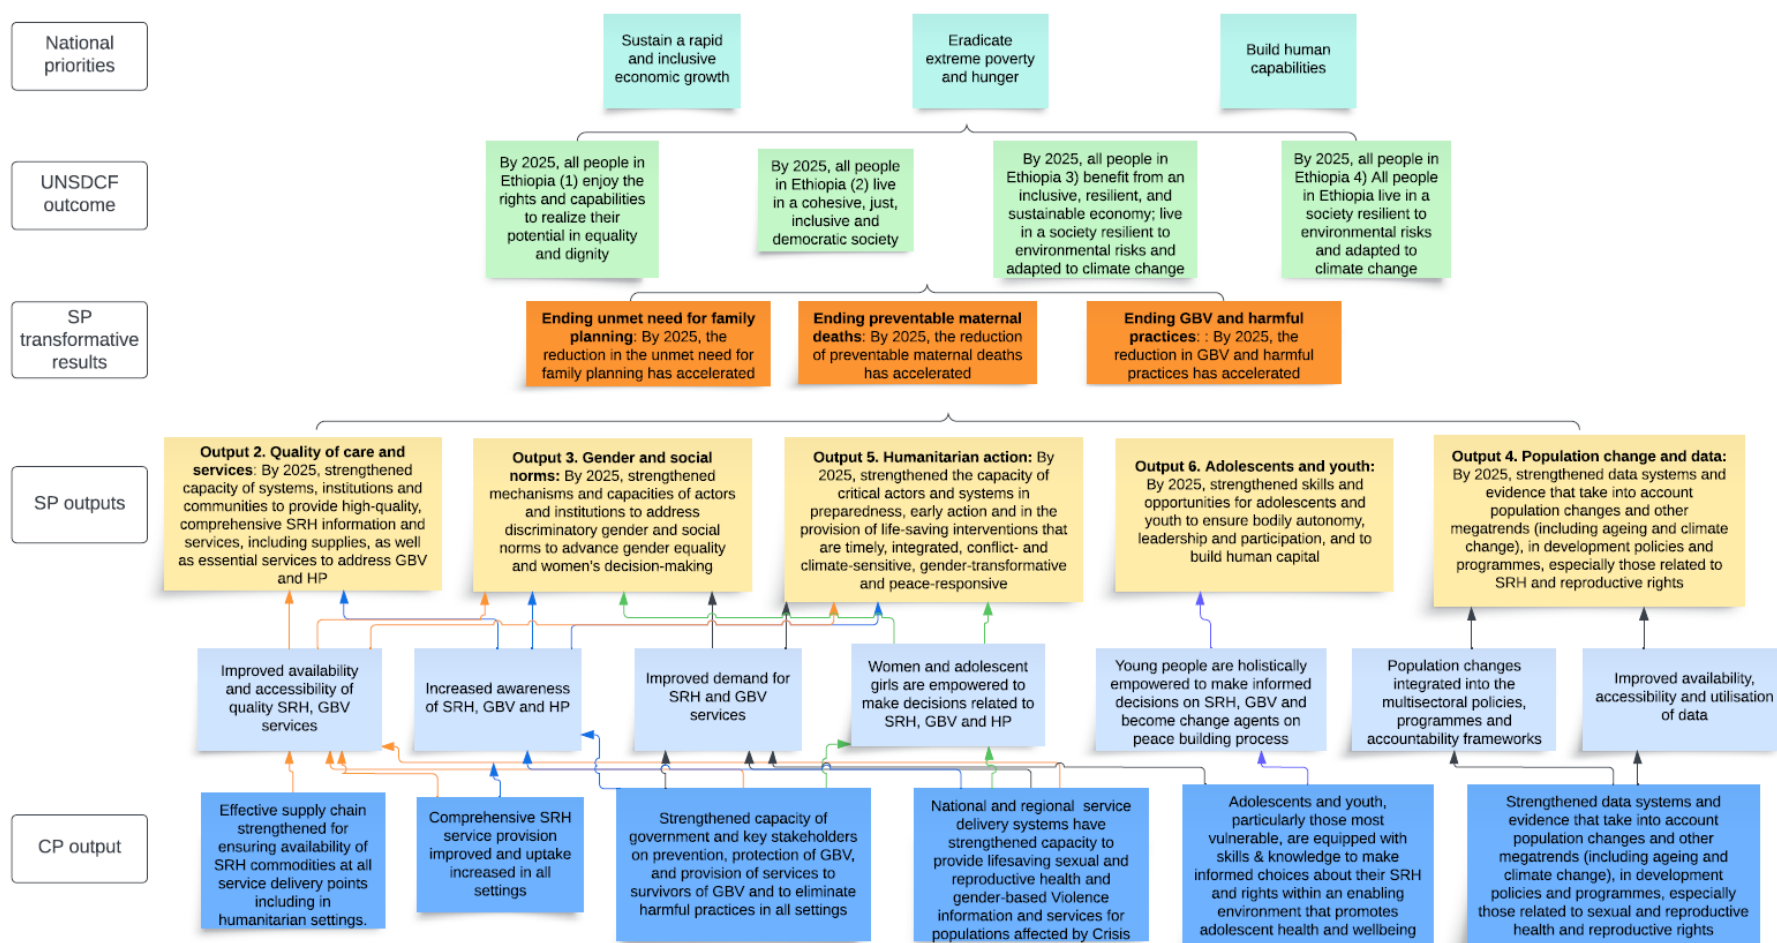 National
priorities
Sustain a rapid
and inclusive
economic growth
Eradicate
extreme poverty
and hunger
Build human
capabilities
UNSDCF
outcome
By 2025, all people in
Ethiopia (1) enjoy the
rights and capabilities
to realize their
potential in equality
and dignity
By 2025, all people
in Ethiopia (2) live
in a cohesive, just,
inclusive and
democratic society
By 2025, all people in
Ethiopia 3) benefit from an
inclusive, resilient, and
sustainable economy; live
in a society resilient to
environmental risks and
adapted to climate change
By 2025, all people in
Ethiopia 4) All people
in Ethiopia live in a
society resilient to
environmental risks
and adapted to
climate change
SP
transformative
results
Ending unmet need for family
planning: By 2025, the
reduction in the unmet need for
family planning has accelerated
Ending preventable maternal
deaths: By 2025, the reduction
of preventable maternal deaths
has accelerated
Ending GBV and harmful
practices: : By 2025, the
reduction in GBV and harmful
practices has accelerated
SP outputs
Output 2. Quality of care and
services: By 2025, strengthened
capacity of systems, institutions and
communities to provide high-quality,
comprehensive SRH information and
services, including supplies, as well
as essential services to address GBV
and HP
Output 3. Gender and social
norms: By 2025, strengthened
mechanisms and capacities of actors
and institutions to address
discriminatory gender and social
norms to advance gender equality
and women's decision-making
Output 5. Humanitarian action: By
2025, strengthened the capacity of
critical actors and systems in
preparedness, early action and in the
provision of life-saving interventions that
are timely, integrated, conflict- and
climate-sensitive, gender-transformative
and peace-responsive
Output 6. Adolescents and youth:
By 2025, strengthened skills and
opportunities for adolescents and
youth to ensure bodily autonomy,
leadership and participation, and to
build human capital
Output 4. Population change and data:
By 2025, strengthened data systems and
evidence that take into account
population changes and other
megatrends (including ageing and climate
change), in development policies and
programmes, especially those related to
SRH and reproductive rights
Improved availability
and accessibility of
quality SRH, GBV
services
Increased awareness
of SRH, GBV and HP
Improved demand for
SRH and GBV
services
Women and adolescent
girls are empowered to
make decisions related to
SRH, GBV and HP
Young people are holistically
empowered to make informed
decisions on SRH, GBV and
become change agents on
peace building process
Population changes
integrated into the
multisectoral policies,
programmes and
accountability frameworks
Improved availability,
accessibility and utilisation
of data
CP output
Effective supply chain
strengthened for
ensuring availability of
SRH commodities at all
service delivery points
including in
humanitarian settings.
Comprehensive SRH
service provision
improved and uptake
increased in all
settings
Strengthened capacity of
government and key stakeholders
on prevention, protection of GBV,
and provision of services to
survivors of GBV and to eliminate
harmful practices in all settings
National and regional service
delivery systems have
strengthened capacity to
provide lifesaving sexual and
reproductive health and
gender-based Violence
information and services for
populations affected by Crisis
Adolescents and youth,
particularly those most
vulnerable, are equipped with
skills & knowledge to make
informed choices about their SRH
and rights within an enabling
environment that promotes
adolescent health and wellbeing
Strengthened data systems and
evidence that take into account
population changes and other
megatrends (including ageing and
climate change), in development
policies and programmes, especially
those related to sexual and reproductive
health and reproductive rights